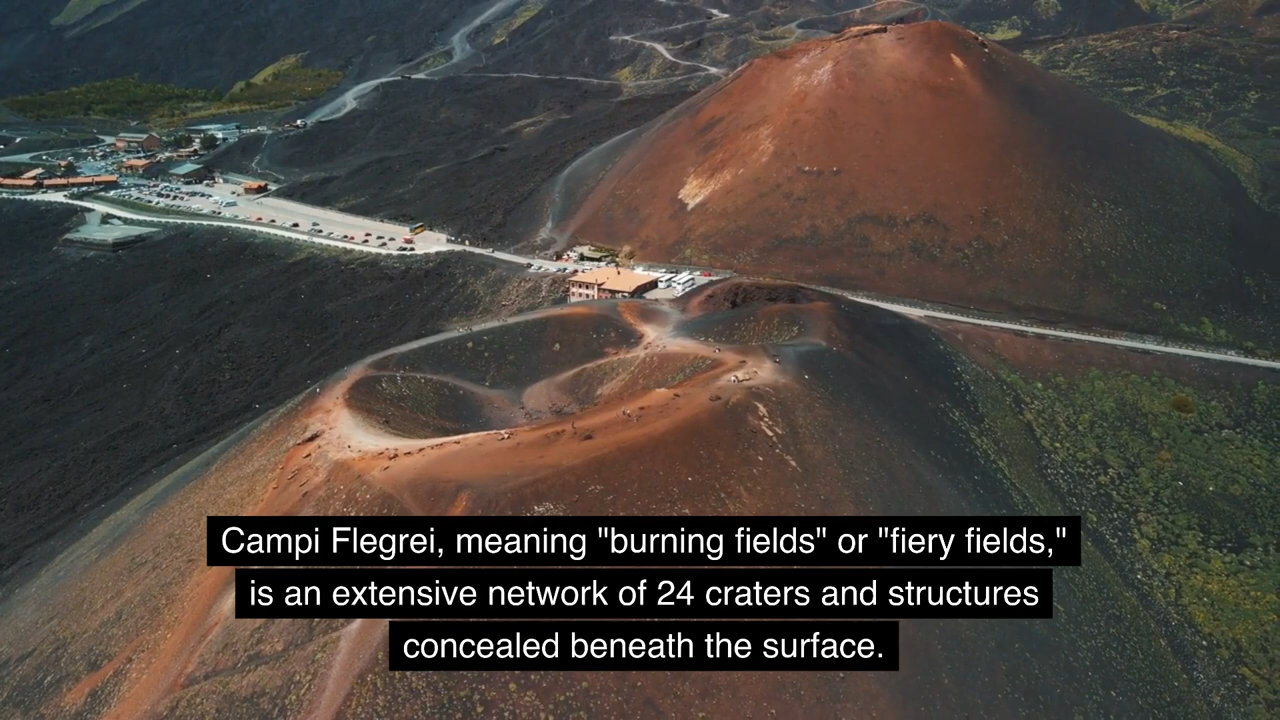 Campi Flegrei, meaning "burning fields" or "fiery fields,"
is an extensive network of 24 craters and structures
concealed beneath the surface.